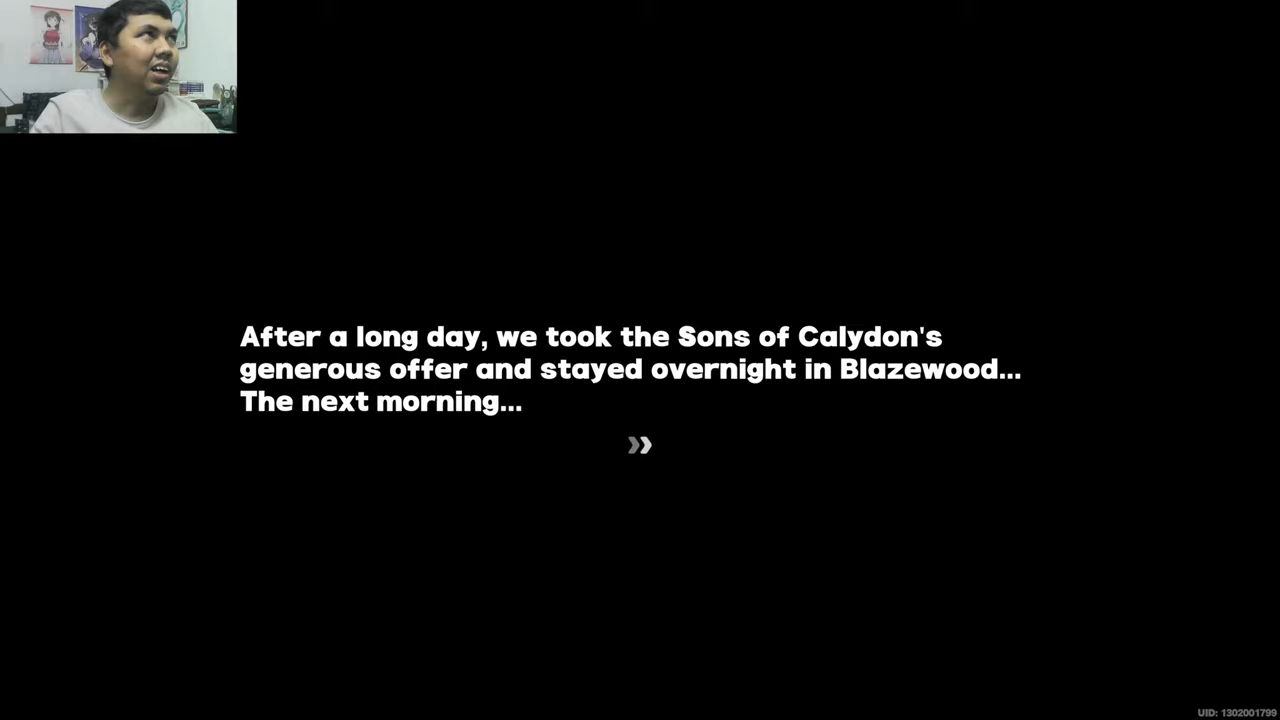 After a long day, we took the Sons of Calydon's
generous offer and stayed overnight in Blazewood...
The next morning...
UID: 1302001799